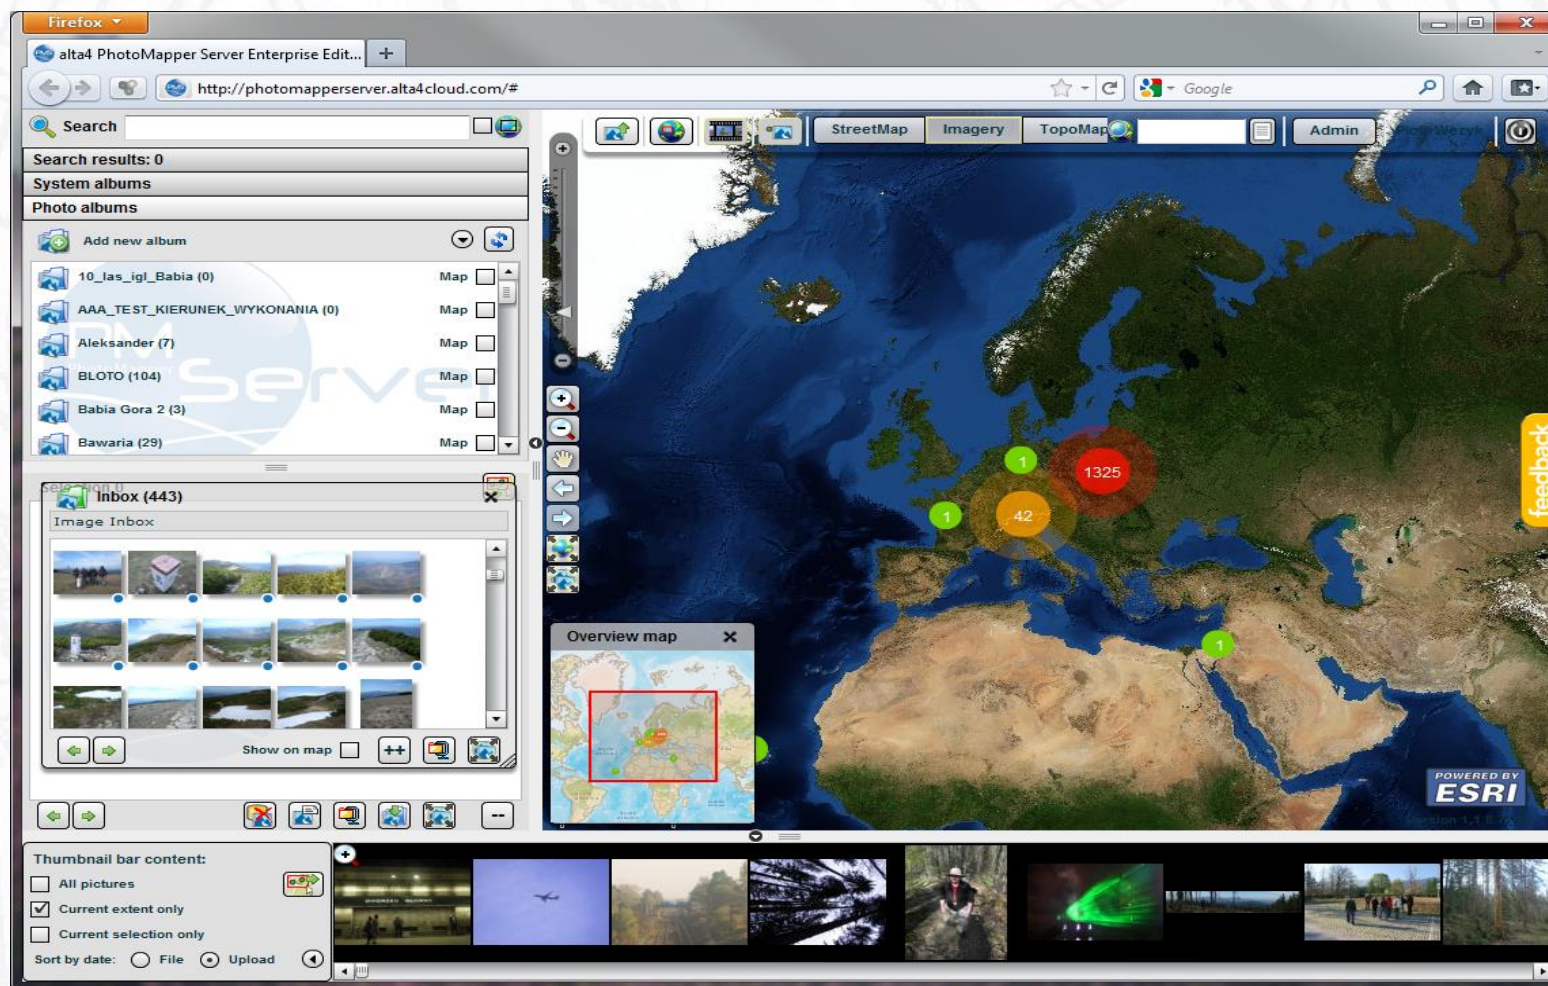 Firefox
alta4 PhotoMapper Server Enterprise Edit...
http://photomapperserver.alta4cloud.com/#
Google
Search
StreetMap
Imagery
TopoMap
Admin
Piotr Wezyk
Search results: 0
System albums
Photo albums
Add new album
10_las_igl_Babia (0) Map
AAA_TEST_KIERUNEK_WYKONANIA (0) Map
Aleksander (7) Map
BLOTO (104) Map
Babia Gora 2 (3) Map
Bawaria (29) Map
PM
Server
Inbox (443)
Image Inbox
Show on map
++
--
1
1325
1
42
1
feedback
Overview map
POWERED BY
ESRI
Thumbnail bar content:
All pictures
Current extent only
Current selection only
Sort by date: File Upload